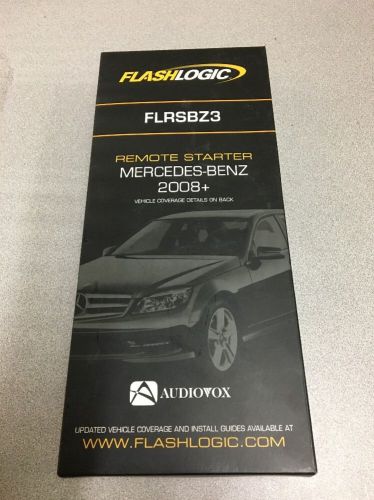 FLASHLOGIC
FLRSBZ3
REMOTE STARTER
MERCEDES-BENZ
2008+
VEHICLE COVERAGE DETAILS ON BACK
AUDIOVOX
UPDATED VEHICLE COVERAGE AND INSTALL GUIDES AVAILABLE AT
WWW.FLASHLOGIC.COM